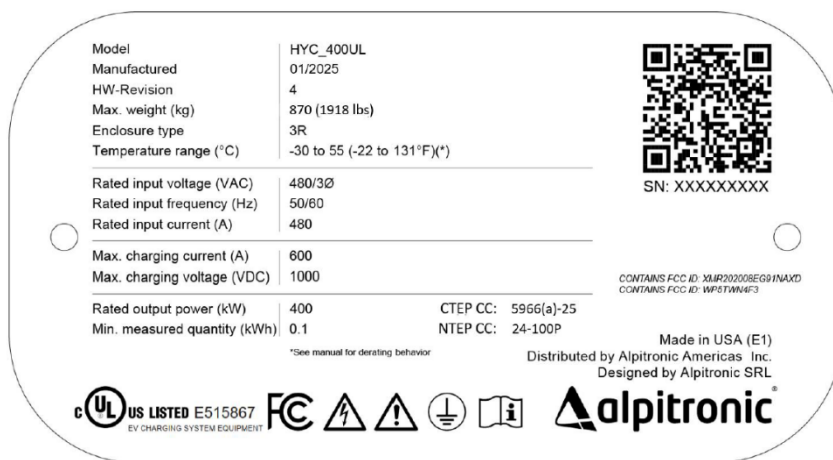 Model HYC_400UL
Manufactured 01/2025
HW-Revision 4
Max. weight (kg) 870 (1918 lbs)
Enclosure type 3R
Temperature range (°C) -30 to 55 (-22 to 131°F)(*)
SN: XXXXXXXXX
Rated input voltage (VAC) 480/3Ø
Rated input frequency (Hz) 50/60
Rated input current (A) 480
Max. charging current (A) 600
Max. charging voltage (VDC) 1000
CONTAINS FCC ID: XMR202008EG91NAXD
CONTAINS FCC ID: WP5TWN4F3
Rated output power (kW) 400 CTEP CC: 5966(a)-25
Min. measured quantity (kWh) 0.1 NTEP CC: 24-100P
*See manual for derating behavior
Made in USA (E1)
Distributed by Alpitronic Americas Inc.
Designed by Alpitronic SRL
c UL US LISTED E515867
EV CHARGING SYSTEM EQUIPMENT
FC
i
alpitronic